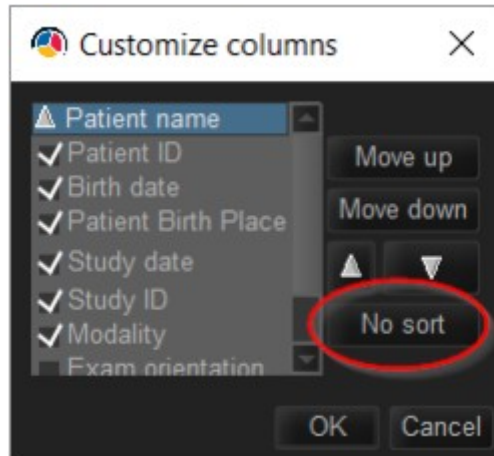 Customize columns
Patient name
Patient ID
Birth date
Patient Birth Place
Study date
Study ID
Modality
Exam orientation
Move up
Move down
No sort
OK
Cancel